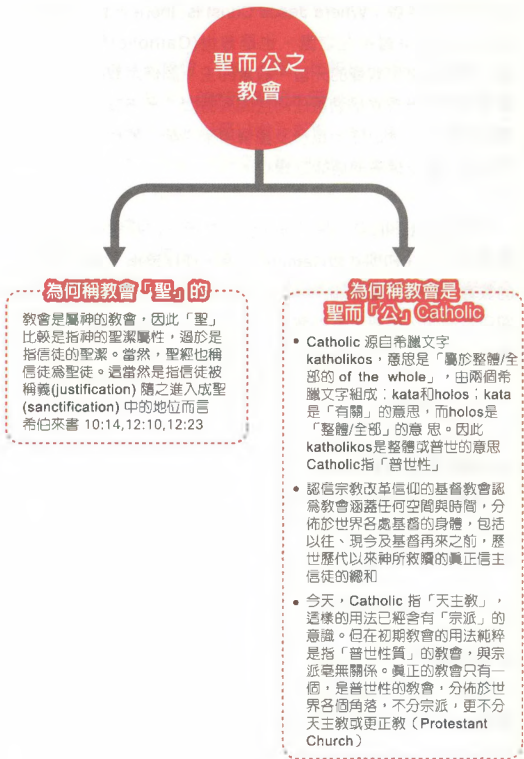 聖而公之
教會
為何稱教會「聖」的
教會是屬神的教會，因此「聖」
比較是指神的聖潔屬性，過於是
指信徒的聖潔。當然，聖經也稱
信徒為聖徒。這當然是指信徒被
稱義(justification) 隨之進入成聖
(sanctification) 中的地位而言
希伯來書 10:14,12:10,12:23
為何稱教會是
聖而「公」Catholic
• Catholic 源自希臘文字
katholikos，意思是「屬於整體/全
部的 of the whole」，由兩個希
臘文字組成：kata和holos；kata
是「有關」的意思，而holos是
「整體/全部」的意 思。因此
katholikos是整體或普世的意思
Catholic指「普世性」
• 認信宗教改革信仰的基督教會認
為教會涵蓋任何空間與時間，分
佈於世界各處基督的身體，包括
以往、現今及基督再來之前，歷
世歷代以來神所救贖的真正信主
信徒的總和
• 今天，Catholic 指「天主教」，
這樣的用法已經含有「宗派」的
意識。但在初期教會的用法純粹
是指「普世性質」的教會，與宗
派毫無關係。真正的教會只有一
個，是普世性的教會，分佈於世
界各個角落，不分宗派，更不分
天主教或更正教（Protestant
Church）